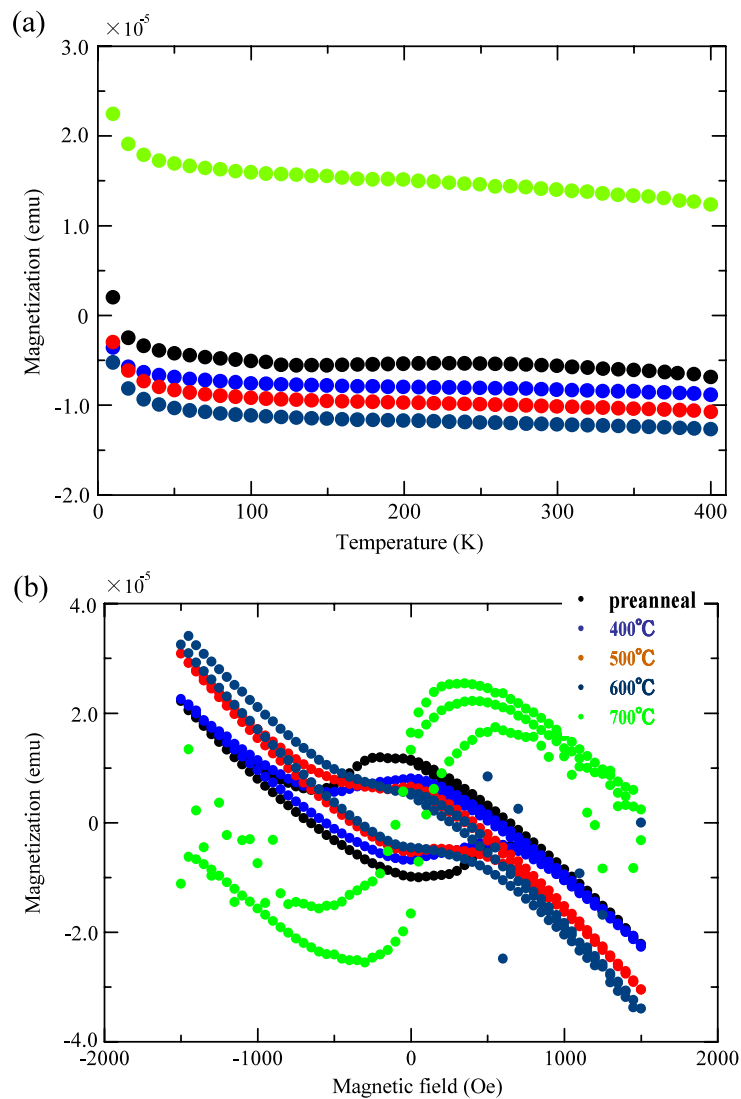 (a)
×10-5
3.0
2.0
1.0
0
-1.0
-2.0
Magnetization (emu)
0 100 200 300 400
Temperature (K)
(b)
×10-5
4.0
2.0
0
-2.0
-4.0
Magnetization (emu)
preanneal
400℃
500℃
600℃
700℃
-2000 -1000 0 1000 2000
Magnetic field (Oe)